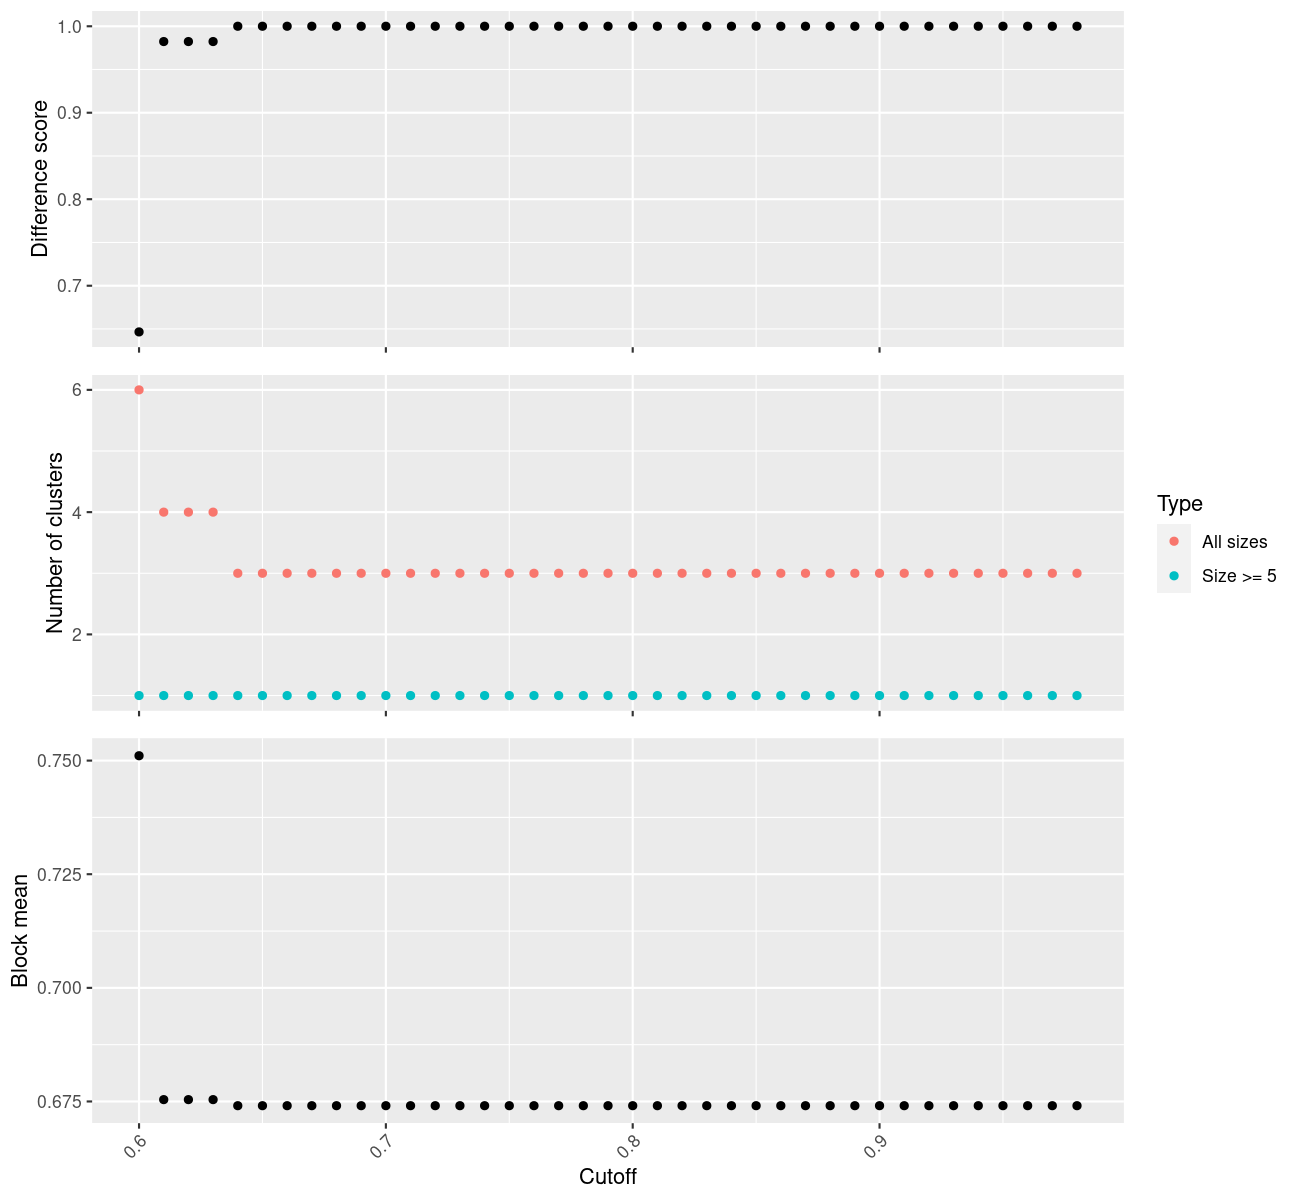 1.0
0.9
0.8
0.7
Difference score
6
4
2
Number of clusters
Type
All sizes
Size >= 5
0.750
0.725
0.700
0.675
Block mean
0.6
0.7
0.8
0.9
Cutoff